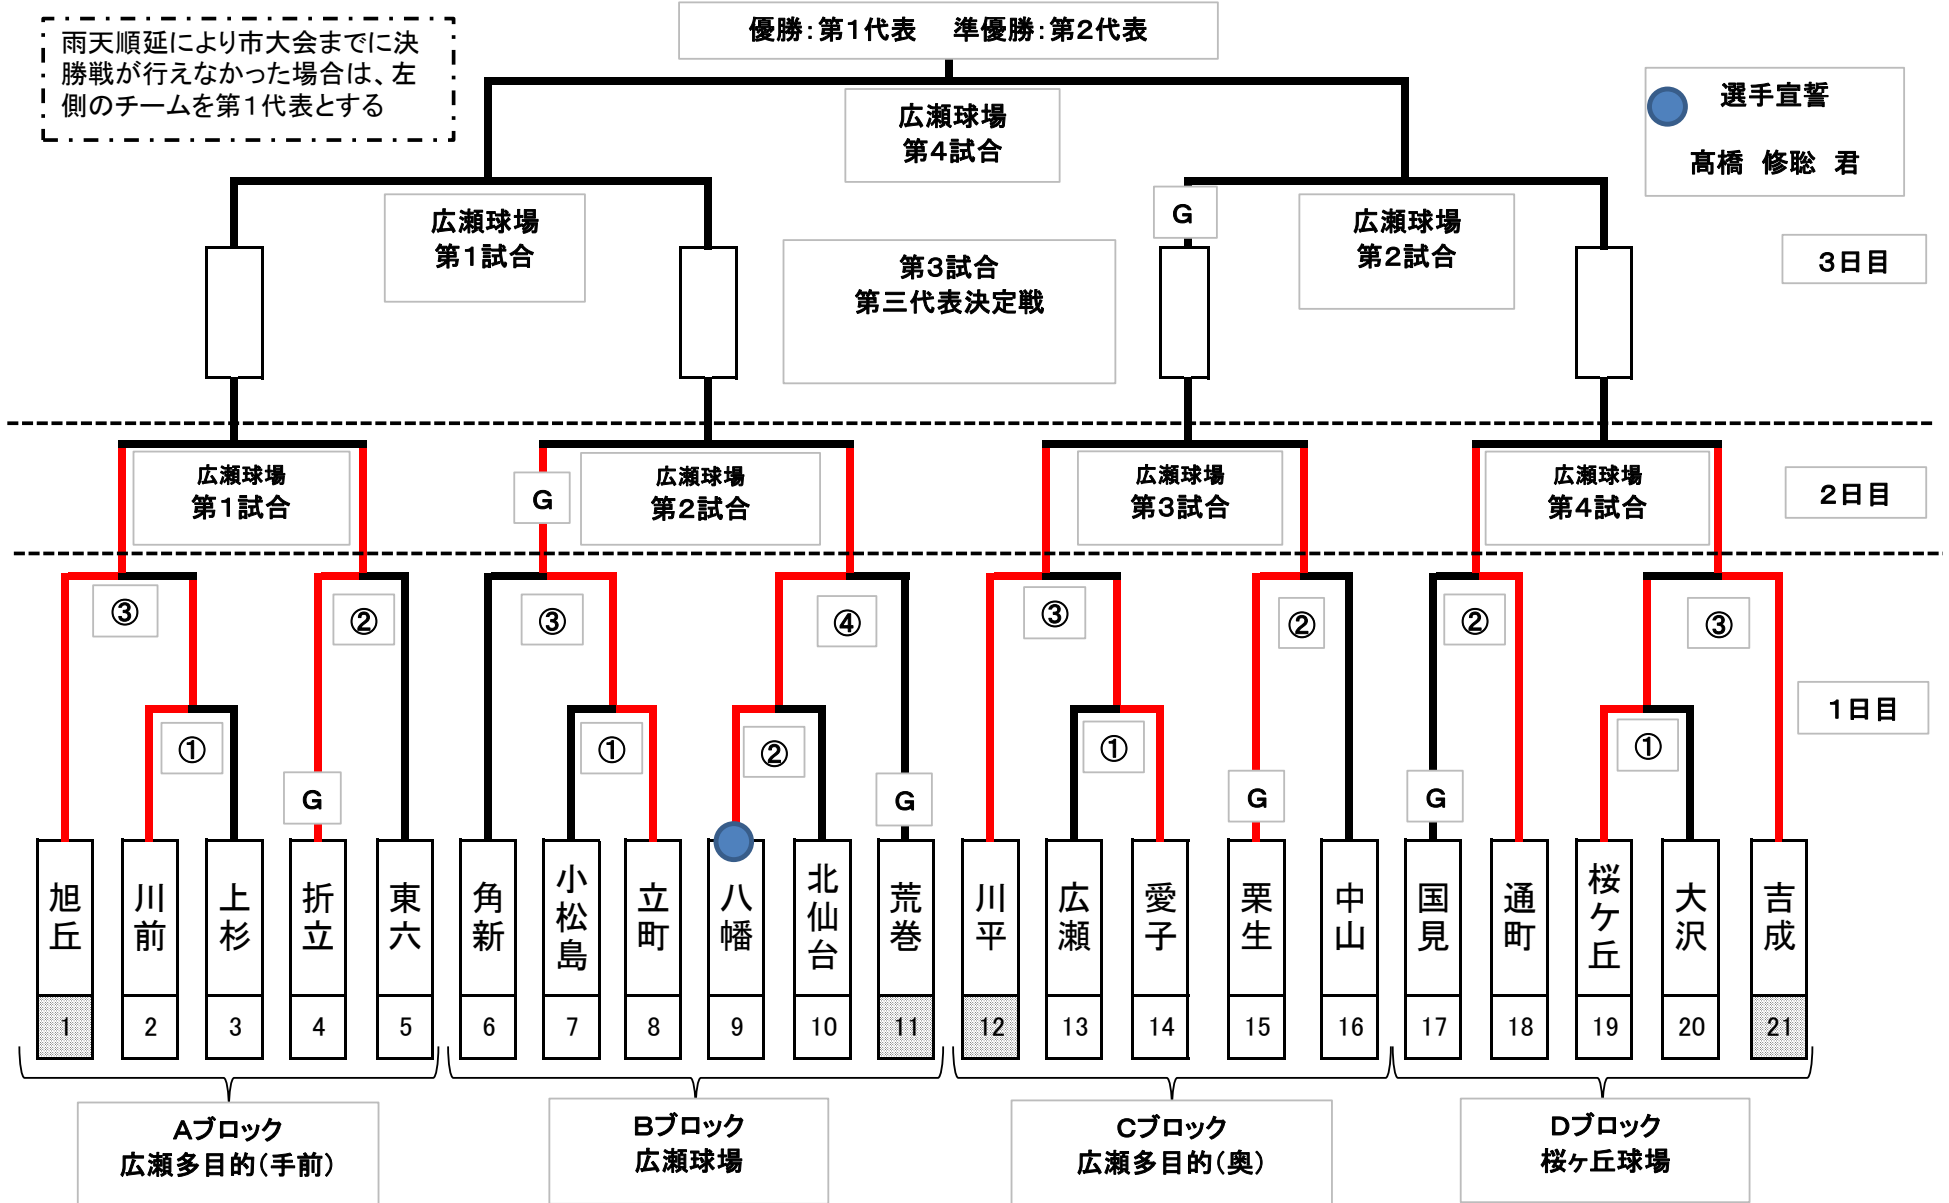 優勝：第１代表　準優勝：第２代表
雨天順延により市大会までに決
勝戦が行えなかった場合は、左
側のチームを第１代表とする
選手宣誓
髙橋　修聡　君
広瀬球場
第４試合
広瀬球場
第１試合
第３試合
第三代表決定戦
G
広瀬球場
第２試合
３日目
広瀬球場
第１試合
G
広瀬球場
第２試合
広瀬球場
第３試合
広瀬球場
第４試合
２日目
③
②
③
④
③
②
②
③
①
①
②
①
①
１日目
G
G
G
G
旭丘
川前
上杉
折立
東六
角新
小松島
立町
八幡
北仙台
荒巻
川平
広瀬
愛子
栗生
中山
国見
通町
桜ケ丘
大沢
吉成
1
2
3
4
5
6
7
8
9
10
11
12
13
14
15
16
17
18
19
20
21
Aブロック
広瀬多目的（手前）
Bブロック
広瀬球場
Cブロック
広瀬多目的（奥）
Dブロック
桜ヶ丘球場